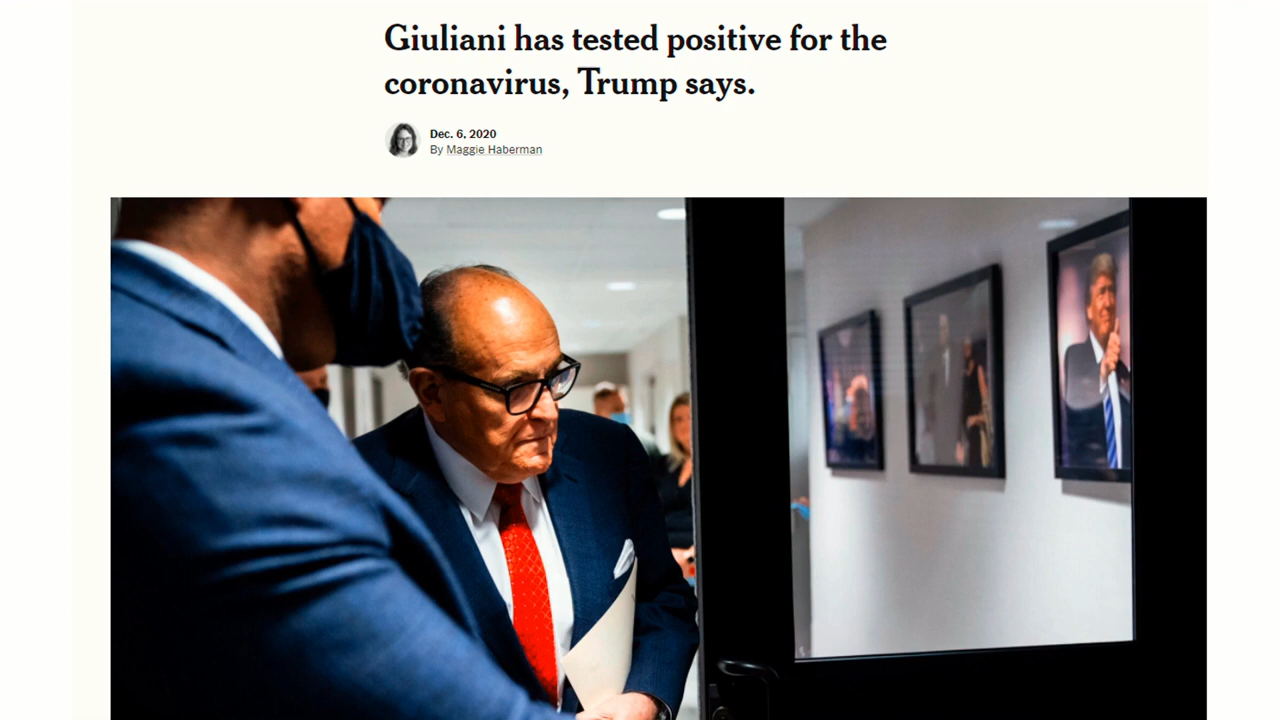 Giuliani has tested positive for the
coronavirus, Trump says.
Dec. 6, 2020
By Maggie Haberman